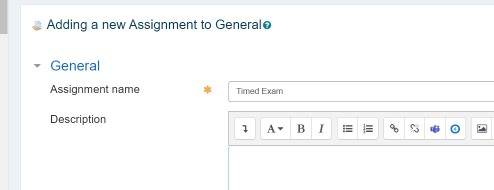 Adding a new Assignment to General
General
Assignment name
Timed Exam
Description
A B I